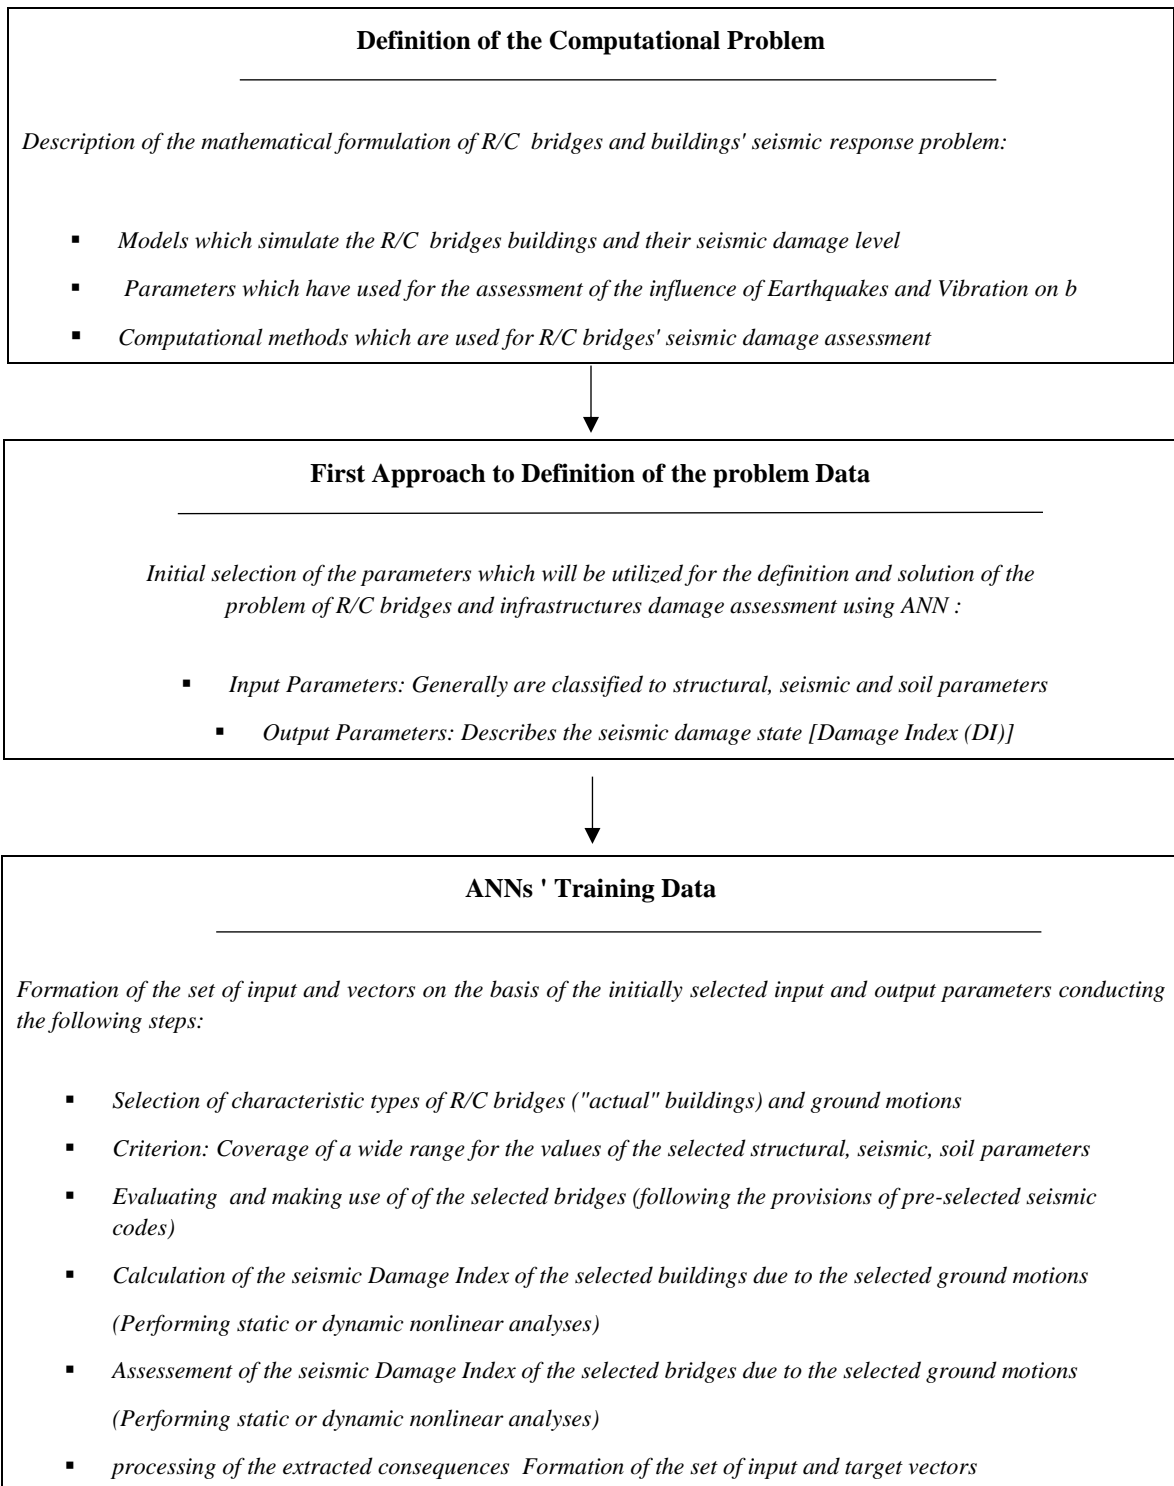 Definition of the Computational Problem
Description of the mathematical formulation of R/C bridges and buildings' seismic response problem:
▪ Models which simulate the R/C bridges buildings and their seismic damage level
▪ Parameters which have used for the assessment of the influence of Earthquakes and Vibration on b
▪ Computational methods which are used for R/C bridges' seismic damage assessment
First Approach to Definition of the problem Data
Initial selection of the parameters which will be utilized for the definition and solution of the
problem of R/C bridges and infrastructures damage assessment using ANN :
▪ Input Parameters: Generally are classified to structural, seismic and soil parameters
▪ Output Parameters: Describes the seismic damage state [Damage Index (DI)]
ANNs ' Training Data
Formation of the set of input and vectors on the basis of the initially selected input and output parameters conducting
the following steps:
▪ Selection of characteristic types of R/C bridges ("actual" buildings) and ground motions
▪ Criterion: Coverage of a wide range for the values of the selected structural, seismic, soil parameters
▪ Evaluating and making use of of the selected bridges (following the provisions of pre-selected seismic
codes)
▪ Calculation of the seismic Damage Index of the selected buildings due to the selected ground motions
(Performing static or dynamic nonlinear analyses)
▪ Assessement of the seismic Damage Index of the selected bridges due to the selected ground motions
(Performing static or dynamic nonlinear analyses)
▪ processing of the extracted consequences Formation of the set of input and target vectors